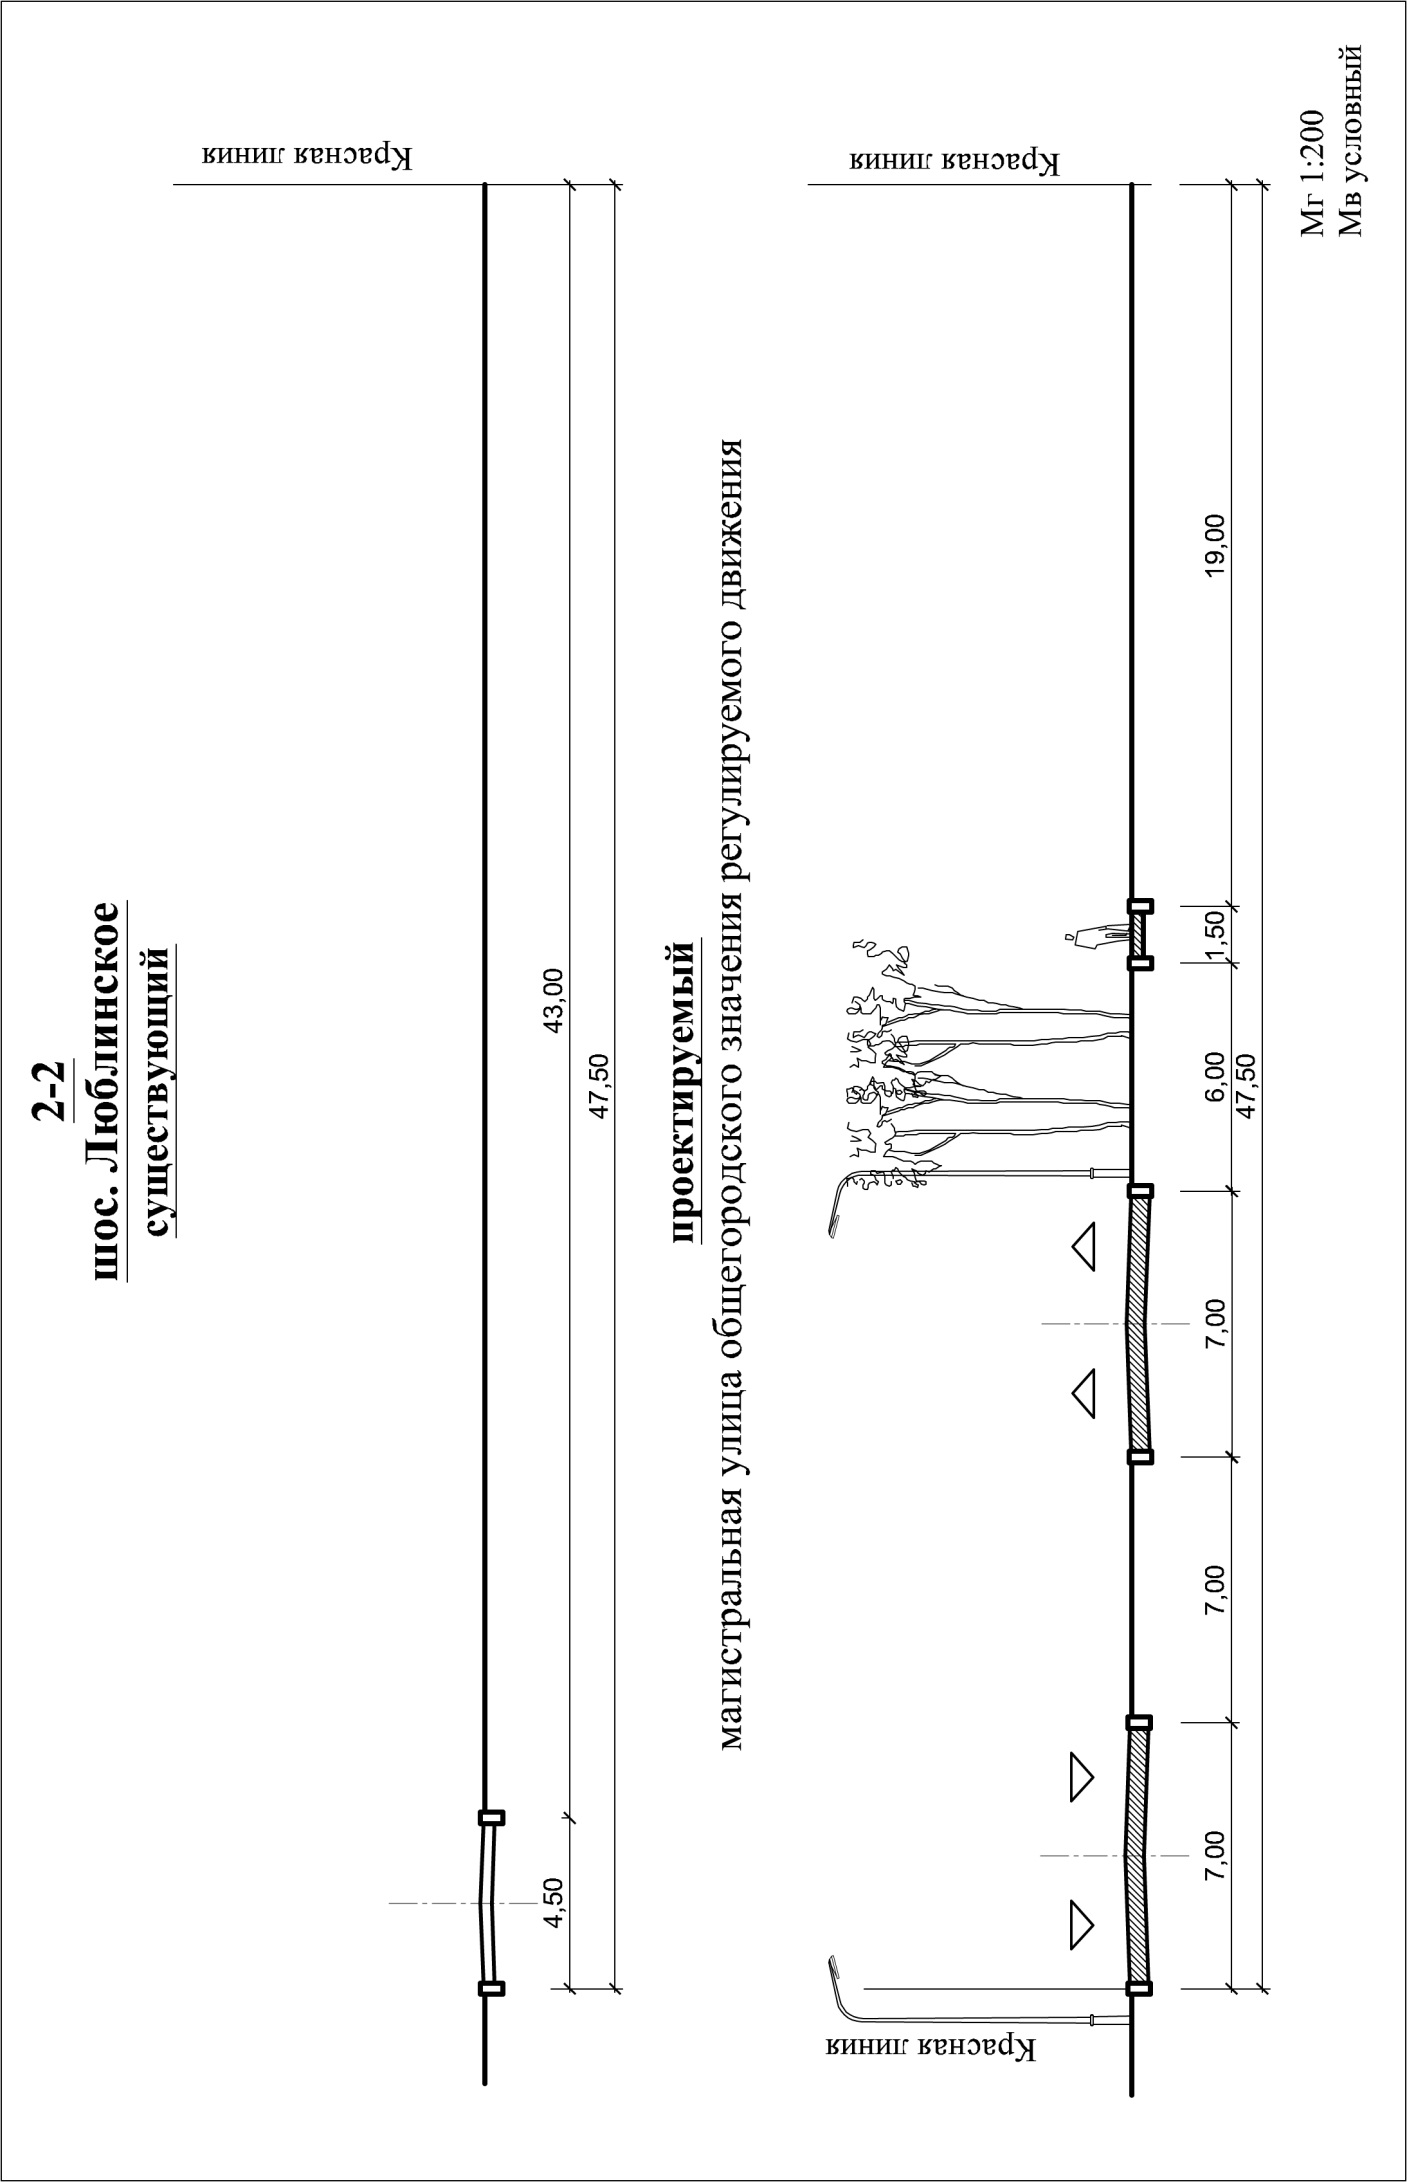 2-2
шос. Люблинское
существующий
Красная линия
4,50
43,00
47,50
проектируемый
магистральная улица общегородского значения регулируемого движения
Красная линия
Красная линия
7,00
7,00
7,00
6,00
1,50
19,00
47,50
Мг 1:200
Мв условный